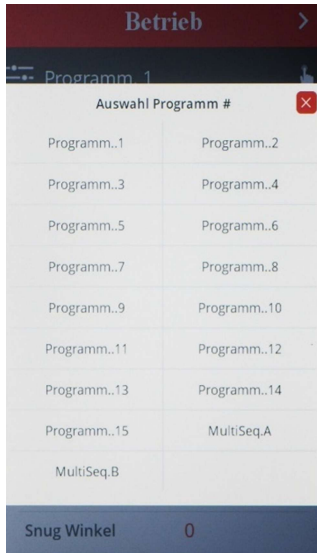 Betrieb >
Programm. 1
Auswahl Programm #
Programm..1 Programm..2
Programm..3 Programm..4
Programm..5 Programm..6
Programm..7 Programm..8
Programm..9 Programm..10
Programm..11 Programm..12
Programm..13 Programm..14
Programm..15 MultiSeq.A
MultiSeq.B
Snug Winkel 0